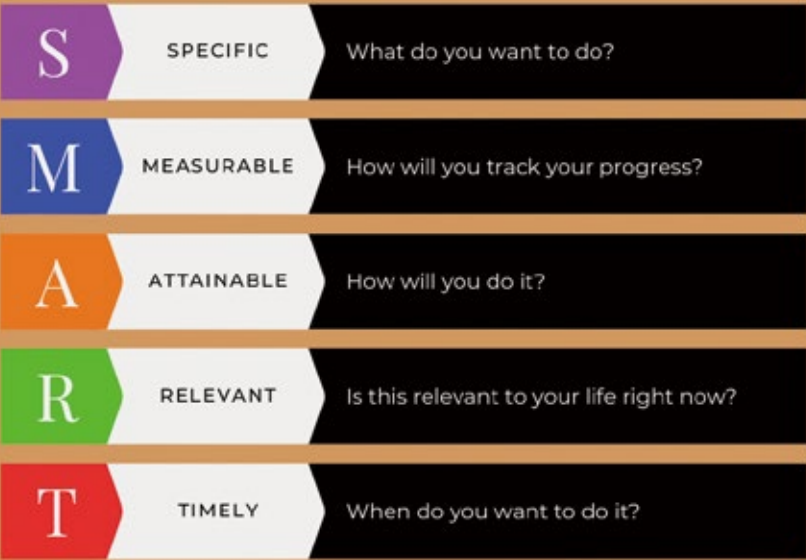 S SPECIFIC What do you want to do?
M MEASURABLE How will you track your progress?
A ATTAINABLE How will you do it?
R RELEVANT Is this relevant to your life right now?
T TIMELY When do you want to do it?